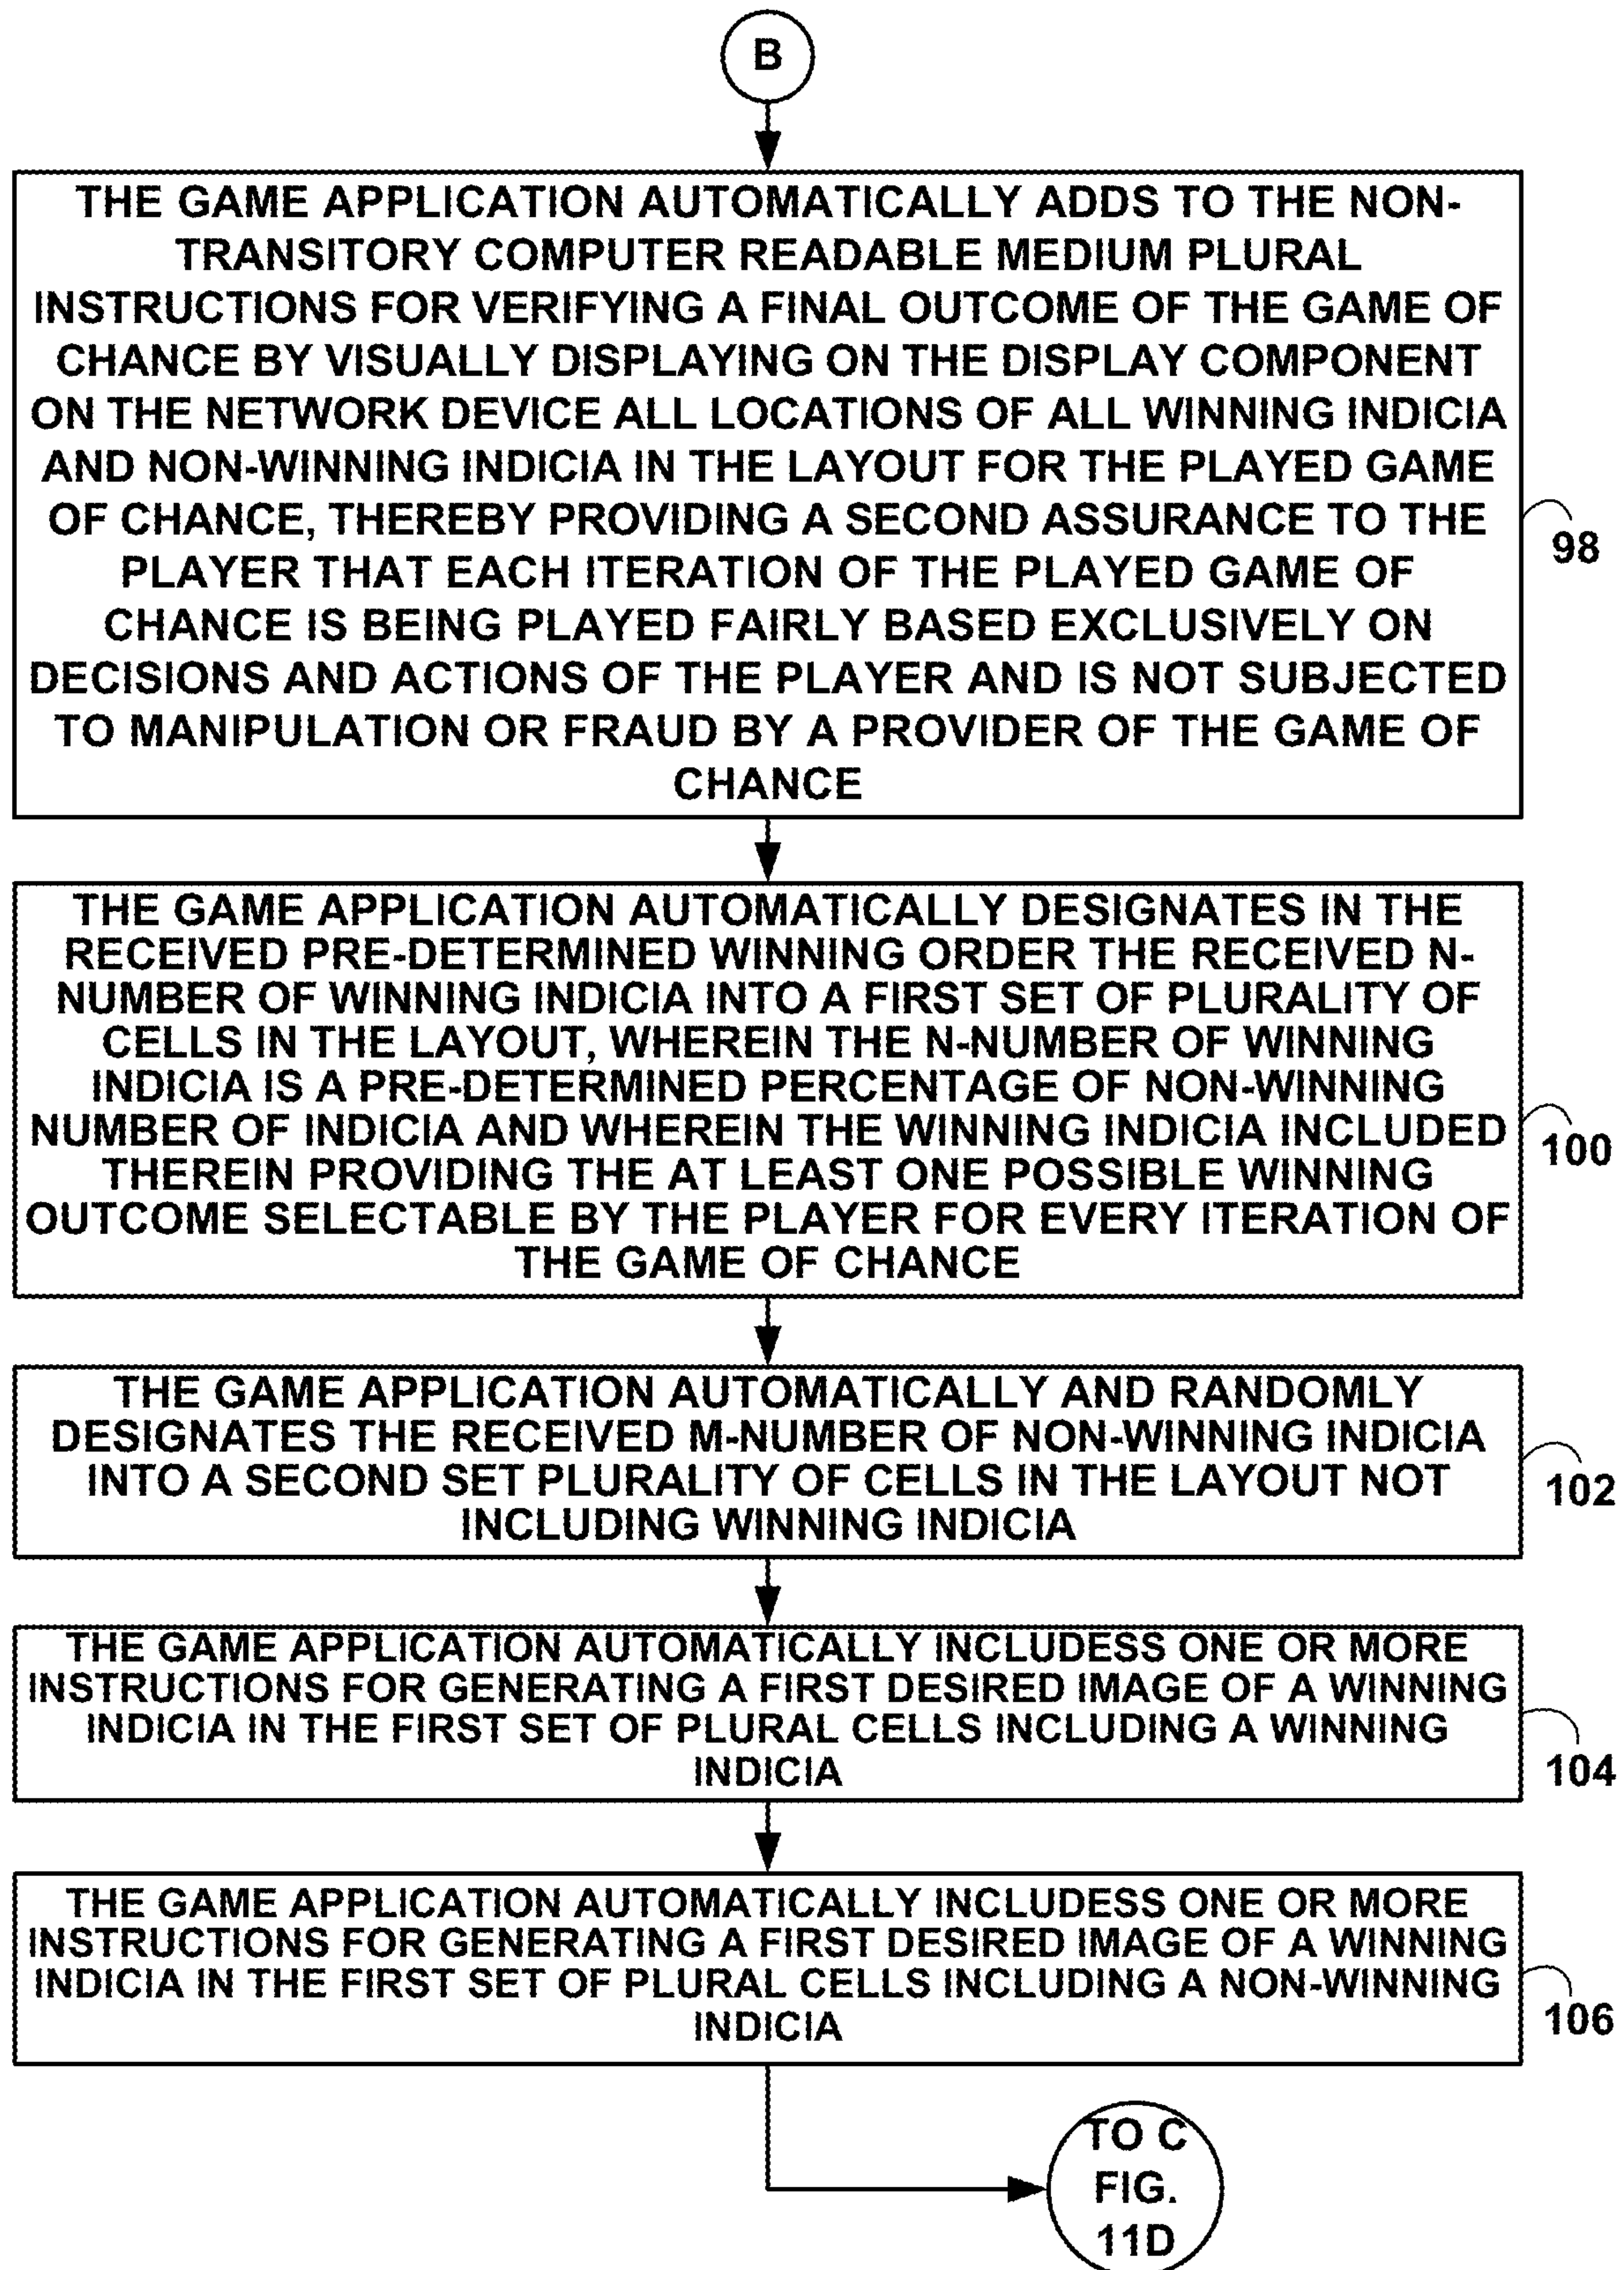 B
THE GAME APPLICATION AUTOMATICALLY ADDS TO THE NON-
TRANSITORY COMPUTER READABLE MEDIUM PLURAL
INSTRUCTIONS FOR VERIFYING A FINAL OUTCOME OF THE GAME OF
CHANCE BY VISUALLY DISPLAYING ON THE DISPLAY COMPONENT
ON THE NETWORK DEVICE ALL LOCATIONS OF ALL WINNING INDICIA
AND NON-WINNING INDICIA IN THE LAYOUT FOR THE PLAYED GAME
OF CHANCE, THEREBY PROVIDING A SECOND ASSURANCE TO THE
PLAYER THAT EACH ITERATION OF THE PLAYED GAME OF
CHANCE IS BEING PLAYED FAIRLY BASED EXCLUSIVELY ON
DECISIONS AND ACTIONS OF THE PLAYER AND IS NOT SUBJECTED
TO MANIPULATION OR FRAUD BY A PROVIDER OF THE GAME OF
CHANCE
98
THE GAME APPLICATION AUTOMATICALLY DESIGNATES IN THE
RECEIVED PRE-DETERMINED WINNING ORDER THE RECEIVED N-
NUMBER OF WINNING INDICIA INTO A FIRST SET OF PLURALITY OF
CELLS IN THE LAYOUT, WHEREIN THE N-NUMBER OF WINNING
INDICIA IS A PRE-DETERMINED PERCENTAGE OF NON-WINNING
NUMBER OF INDICIA AND WHEREIN THE WINNING INDICIA INCLUDED
THEREIN PROVIDING THE AT LEAST ONE POSSIBLE WINNING
OUTCOME SELECTABLE BY THE PLAYER FOR EVERY ITERATION OF
THE GAME OF CHANCE
100
THE GAME APPLICATION AUTOMATICALLY AND RANDOMLY
DESIGNATES THE RECEIVED M-NUMBER OF NON-WINNING INDICIA
INTO A SECOND SET PLURALITY OF CELLS IN THE LAYOUT NOT
INCLUDING WINNING INDICIA
102
THE GAME APPLICATION AUTOMATICALLY INCLUDESS ONE OR MORE
INSTRUCTIONS FOR GENERATING A FIRST DESIRED IMAGE OF A WINNING
INDICIA IN THE FIRST SET OF PLURAL CELLS INCLUDING A WINNING
INDICIA
104
THE GAME APPLICATION AUTOMATICALLY INCLUDESS ONE OR MORE
INSTRUCTIONS FOR GENERATING A FIRST DESIRED IMAGE OF A WINNING
INDICIA IN THE FIRST SET OF PLURAL CELLS INCLUDING A NON-WINNING
INDICIA
106
TO C
FIG.
11D